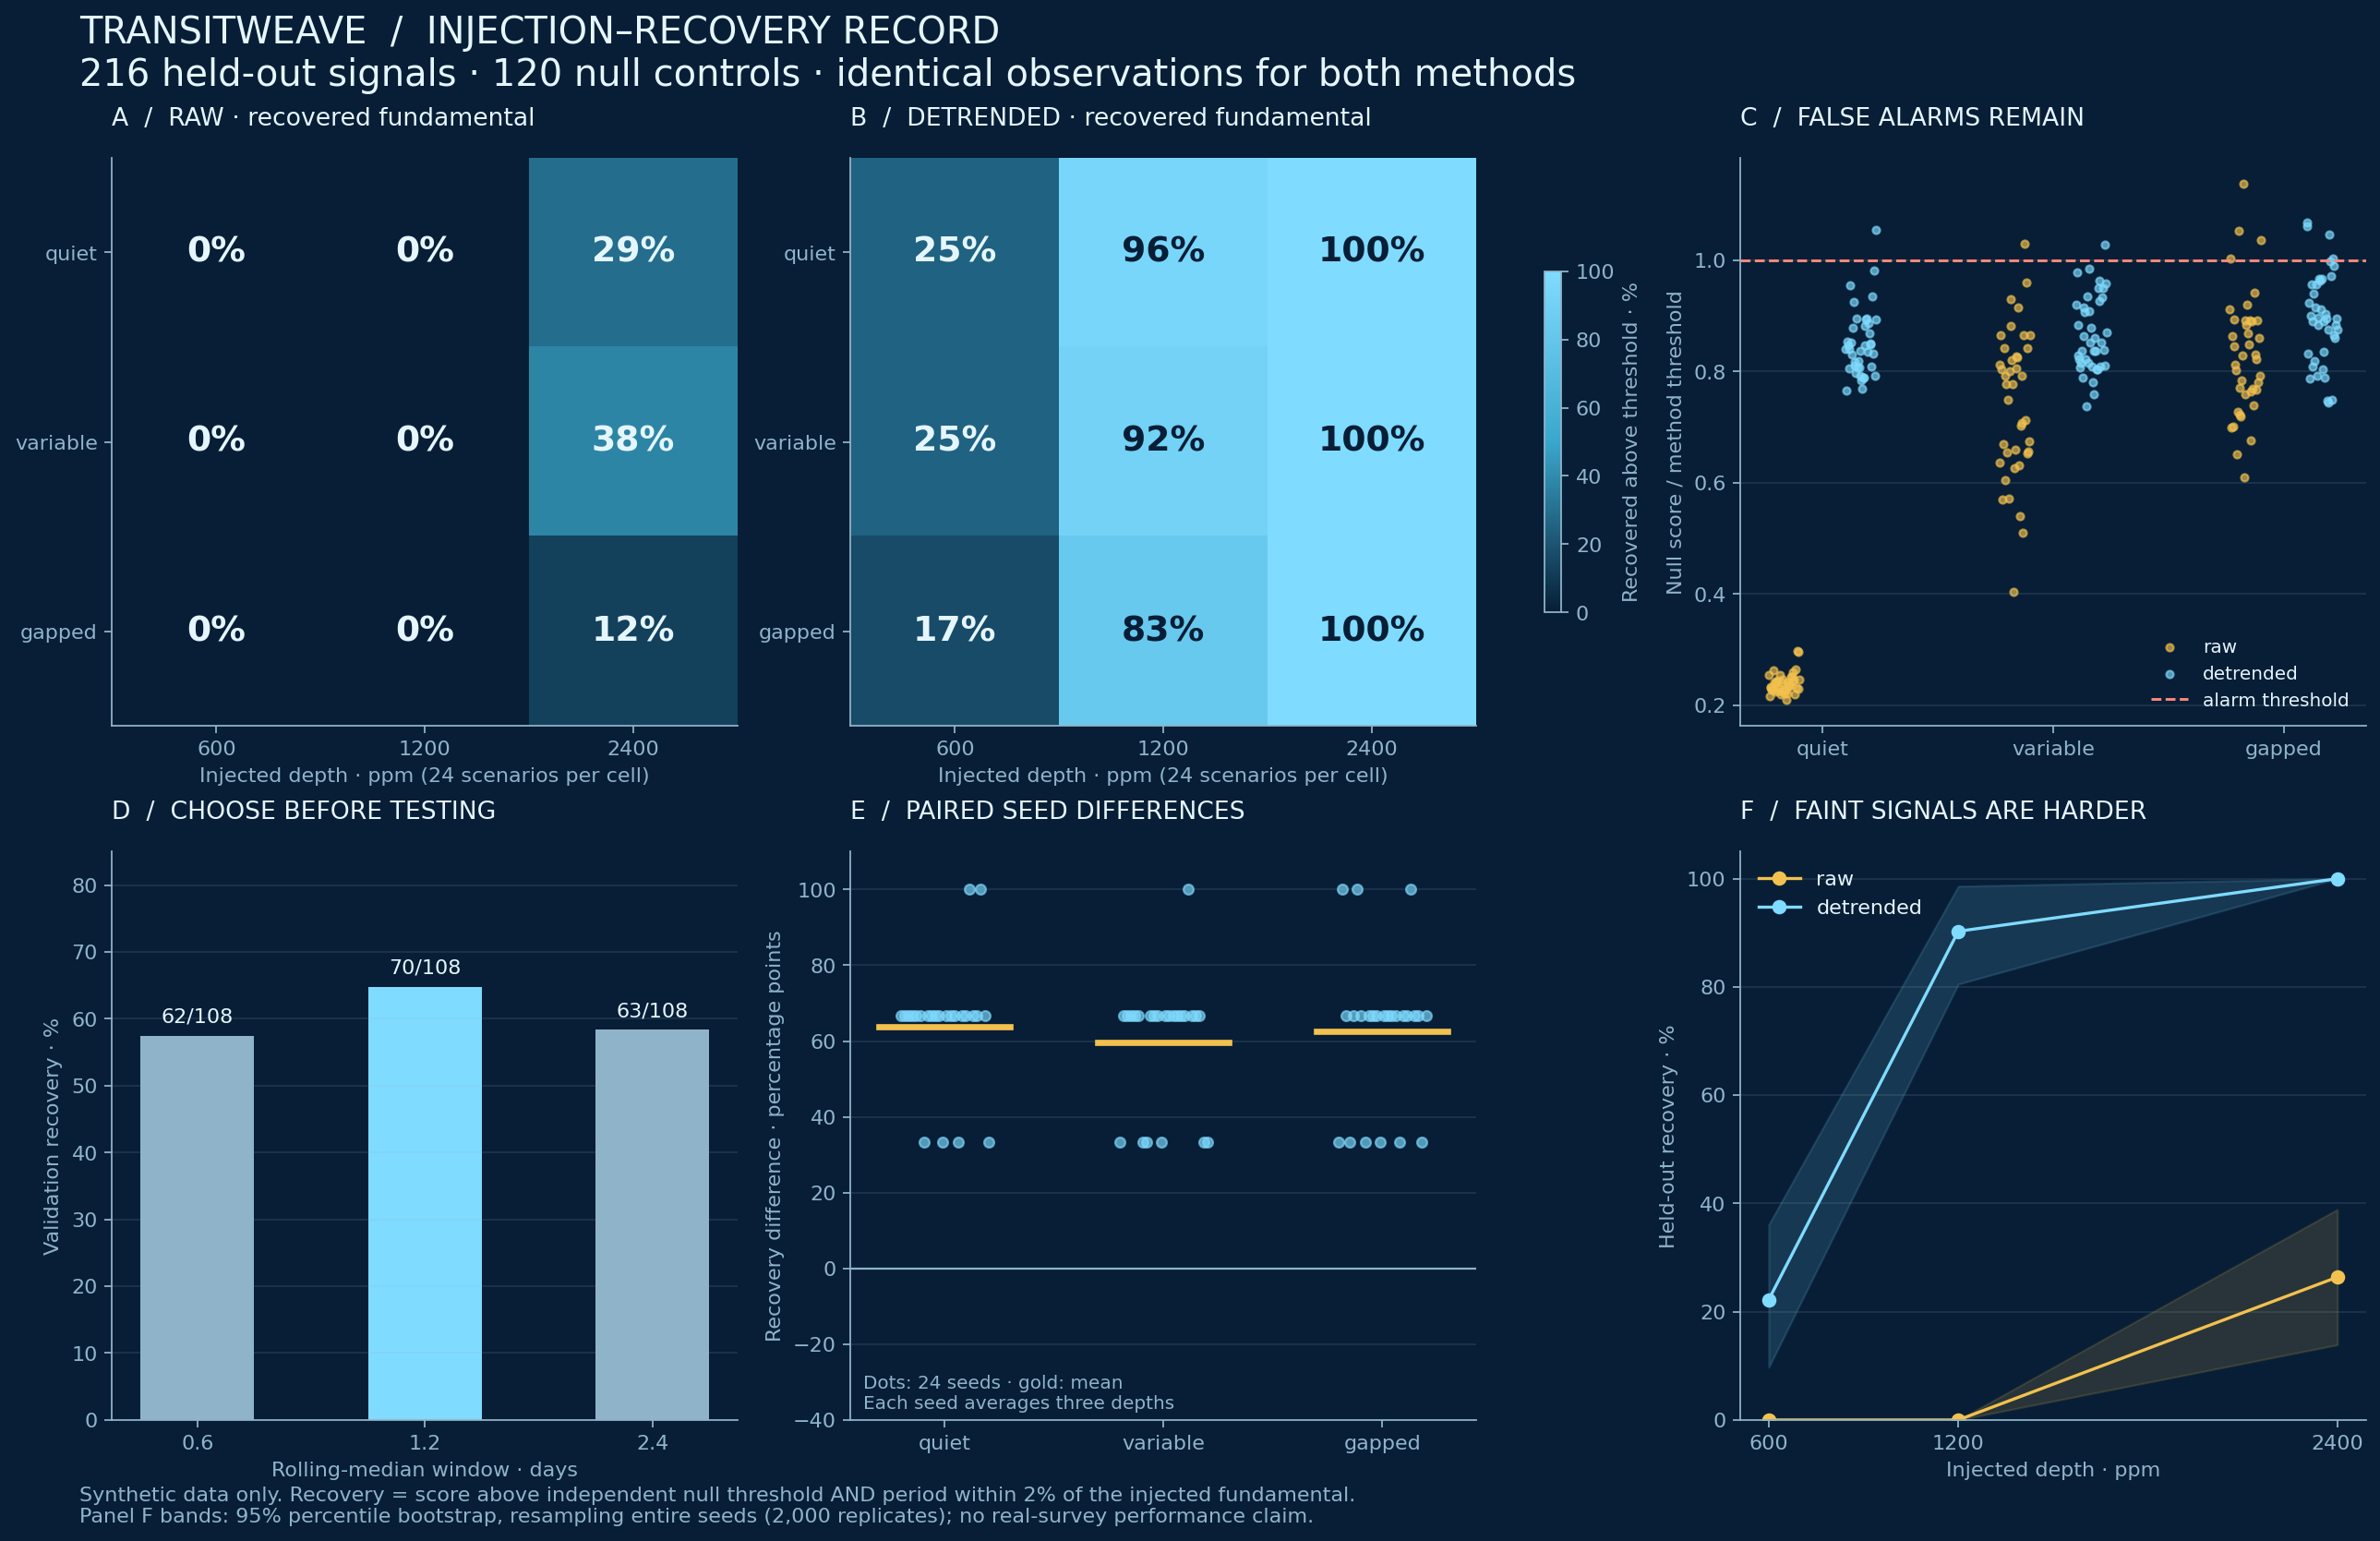 TRANSITWEAVE / INJECTION–RECOVERY RECORD
216 held-out signals · 120 null controls · identical observations for both methods
A / RAW · recovered fundamental
quiet
variable
gapped
0%
0%
29%
0%
0%
38%
0%
0%
12%
600
1200
2400
Injected depth · ppm (24 scenarios per cell)
B / DETRENDED · recovered fundamental
quiet
variable
gapped
25%
96%
100%
25%
92%
100%
17%
83%
100%
600
1200
2400
Injected depth · ppm (24 scenarios per cell)
100
80
60
40
20
0
Recovered above threshold · %
C / FALSE ALARMS REMAIN
Null score / method threshold
1.0
0.8
0.6
0.4
0.2
raw
detrended
alarm threshold
quiet
variable
gapped
D / CHOOSE BEFORE TESTING
Validation recovery · %
80
70
60
50
40
30
20
10
0
62/108
70/108
63/108
0.6
1.2
2.4
Rolling-median window · days
E / PAIRED SEED DIFFERENCES
Recovery difference · percentage points
100
80
60
40
20
0
−20
−40
Dots: 24 seeds · gold: mean
Each seed averages three depths
quiet
variable
gapped
F / FAINT SIGNALS ARE HARDER
Held-out recovery · %
100
80
60
40
20
0
raw
detrended
600
1200
2400
Injected depth · ppm
Synthetic data only. Recovery = score above independent null threshold AND period within 2% of the injected fundamental.
Panel F bands: 95% percentile bootstrap, resampling entire seeds (2,000 replicates); no real-survey performance claim.